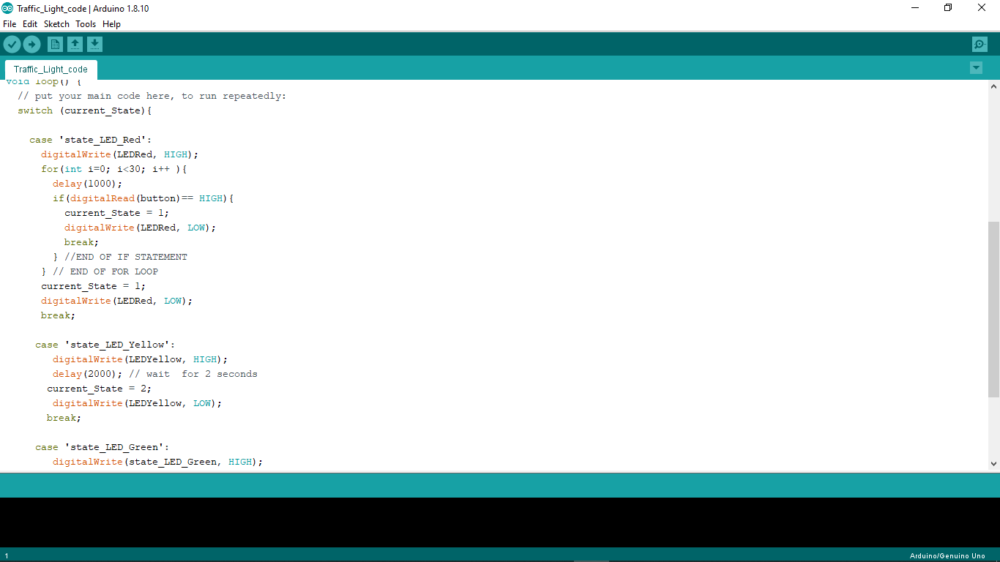 Traffic_Light_code | Arduino 1.8.10
File Edit Sketch Tools Help
Traffic_Light_code
void loop() {
// put your main code here, to run repeatedly:
switch (current_State){
case 'state_LED_Red':
digitalWrite(LEDRed, HIGH);
for(int i=0; i<30; i++ ){
delay(1000);
if(digitalRead(button)== HIGH){
current_State = 1;
digitalWrite(LEDRed, LOW);
break;
} //END OF IF STATEMENT
} // END OF FOR LOOP
current_State = 1;
digitalWrite(LEDRed, LOW);
break;
case 'state_LED_Yellow':
digitalWrite(LEDYellow, HIGH);
delay(2000); // wait  for 2 seconds
current_State = 2;
digitalWrite(LEDYellow, LOW);
break;
case 'state_LED_Green':
digitalWrite(state_LED_Green, HIGH);
1
Arduino/Genuino Uno